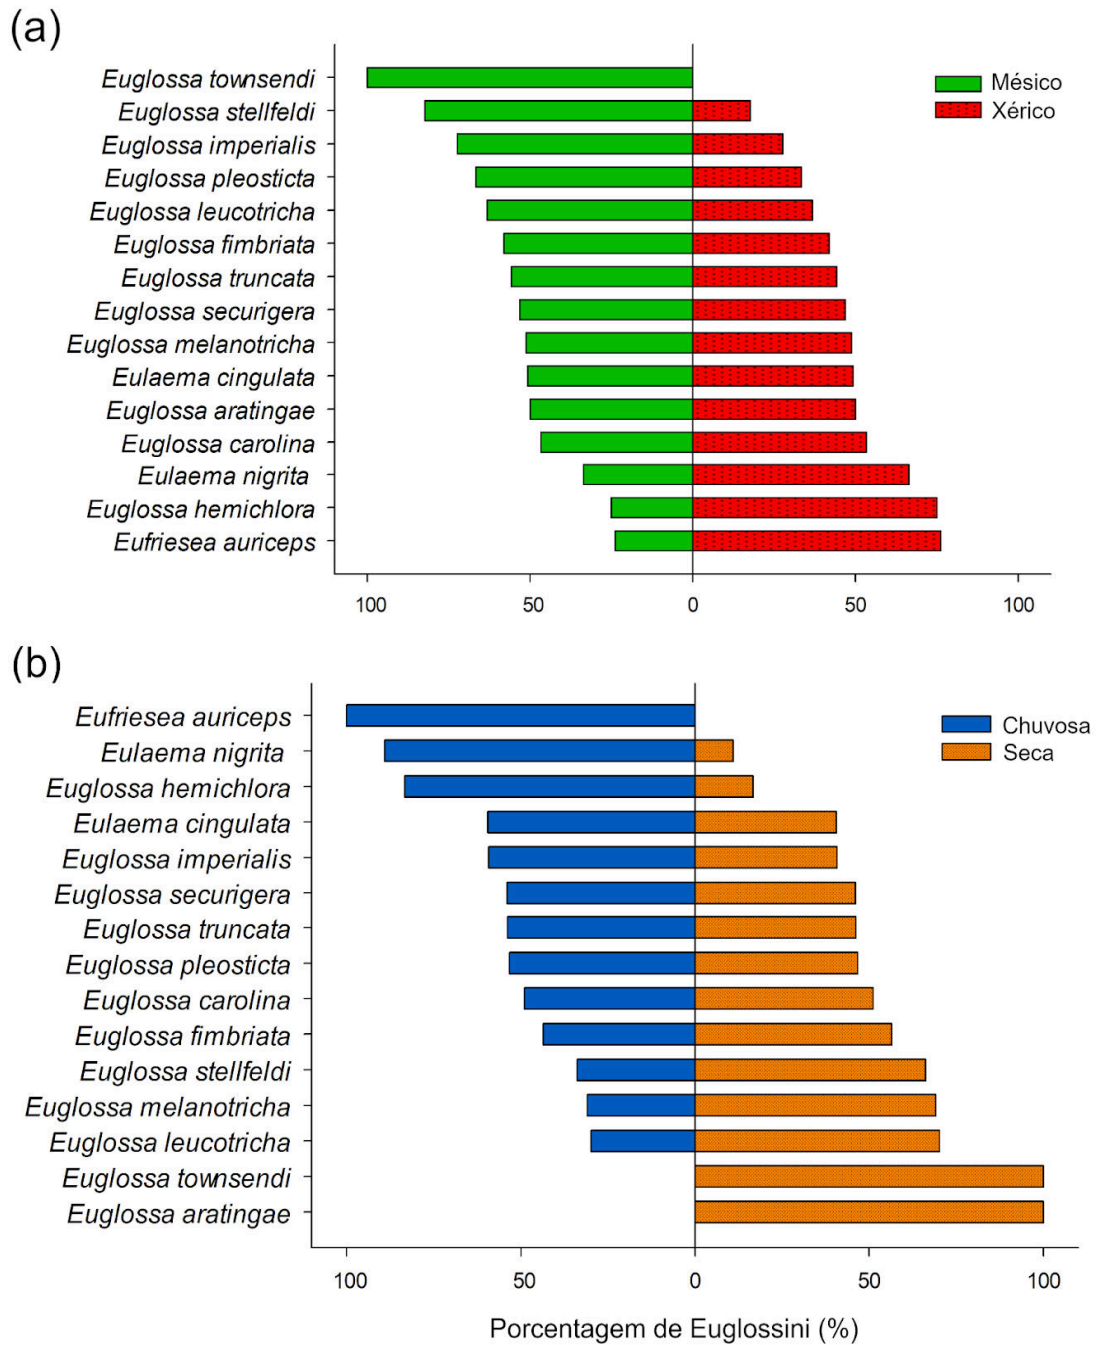 (a)
Euglossa townsendi
Euglossa stellfeldi
Euglossa imperialis
Euglossa pleosticta
Euglossa leucotricha
Euglossa fimbriata
Euglossa truncata
Euglossa securigera
Euglossa melanotricha
Eulaema cingulata
Euglossa aratingae
Euglossa carolina
Eulaema nigrita
Euglossa hemichlora
Eufriesea auriceps
Mésico
Xérico
100 50 0 50 100
(b)
Eufriesea auriceps
Eulaema nigrita
Euglossa hemichlora
Eulaema cingulata
Euglossa imperialis
Euglossa securigera
Euglossa truncata
Euglossa pleosticta
Euglossa carolina
Euglossa fimbriata
Euglossa stellfeldi
Euglossa melanotricha
Euglossa leucotricha
Euglossa townsendi
Euglossa aratingae
Chuvosa
Seca
100 50 0 50 100
Porcentagem de Euglossini (%)